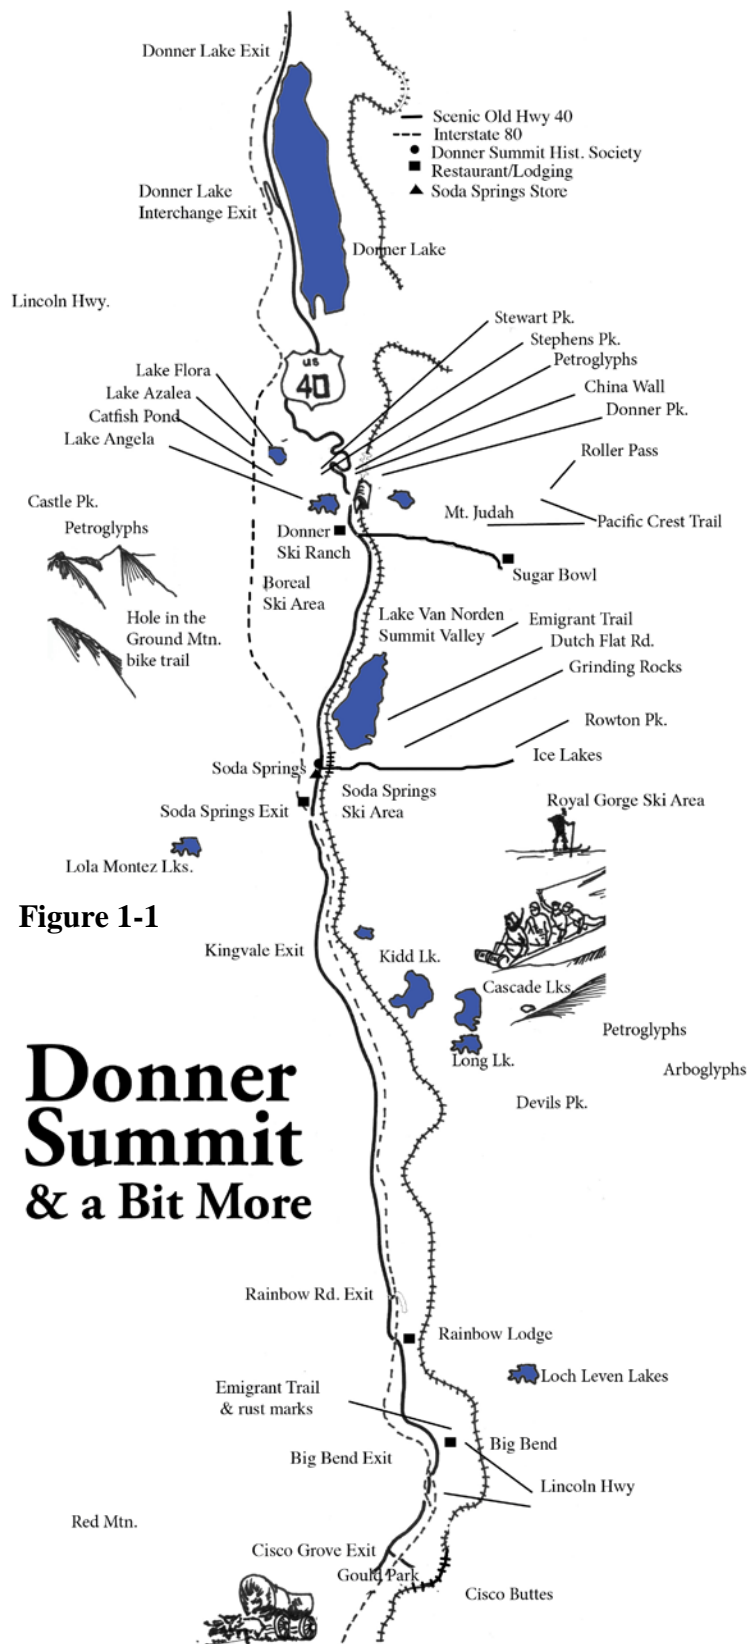 Donner Lake Exit
Scenic Old Hwy 40
Interstate 80
Donner Summit Hist. Society
Restaurant/Lodging
Soda Springs Store
Donner Lake
Interchange Exit
Donner Lake
Lincoln Hwy.
Stewart Pk.
Stephens Pk.
Petroglyphs
China Wall
Donner Pk.
US
40
Lake Flora
Lake Azalea
Catfish Pond
Lake Angela
Roller Pass
Castle Pk.
Petroglyphs
Mt. Judah
Pacific Crest Trail
Donner
Ski Ranch
Sugar Bowl
Boreal
Ski Area
Hole in the
Ground Mtn.
bike trail
Lake Van Norden
Summit Valley
Emigrant Trail
Dutch Flat Rd.
Grinding Rocks
Rowton Pk.
Ice Lakes
Soda Springs
Soda Springs
Ski Area
Soda Springs Exit
Royal Gorge Ski Area
Lola Montez Lks.
Figure 1-1
Kingvale Exit
Kidd Lk.
Cascade Lks.
Petroglyphs
Long Lk.
Arboglyphs
Devils Pk.
Donner
Summit
& a Bit More
Rainbow Rd. Exit
Rainbow Lodge
Loch Leven Lakes
Emigrant Trail
& rust marks
Big Bend
Big Bend Exit
Lincoln Hwy
Red Mtn.
Cisco Grove Exit
Gould Park
Cisco Buttes